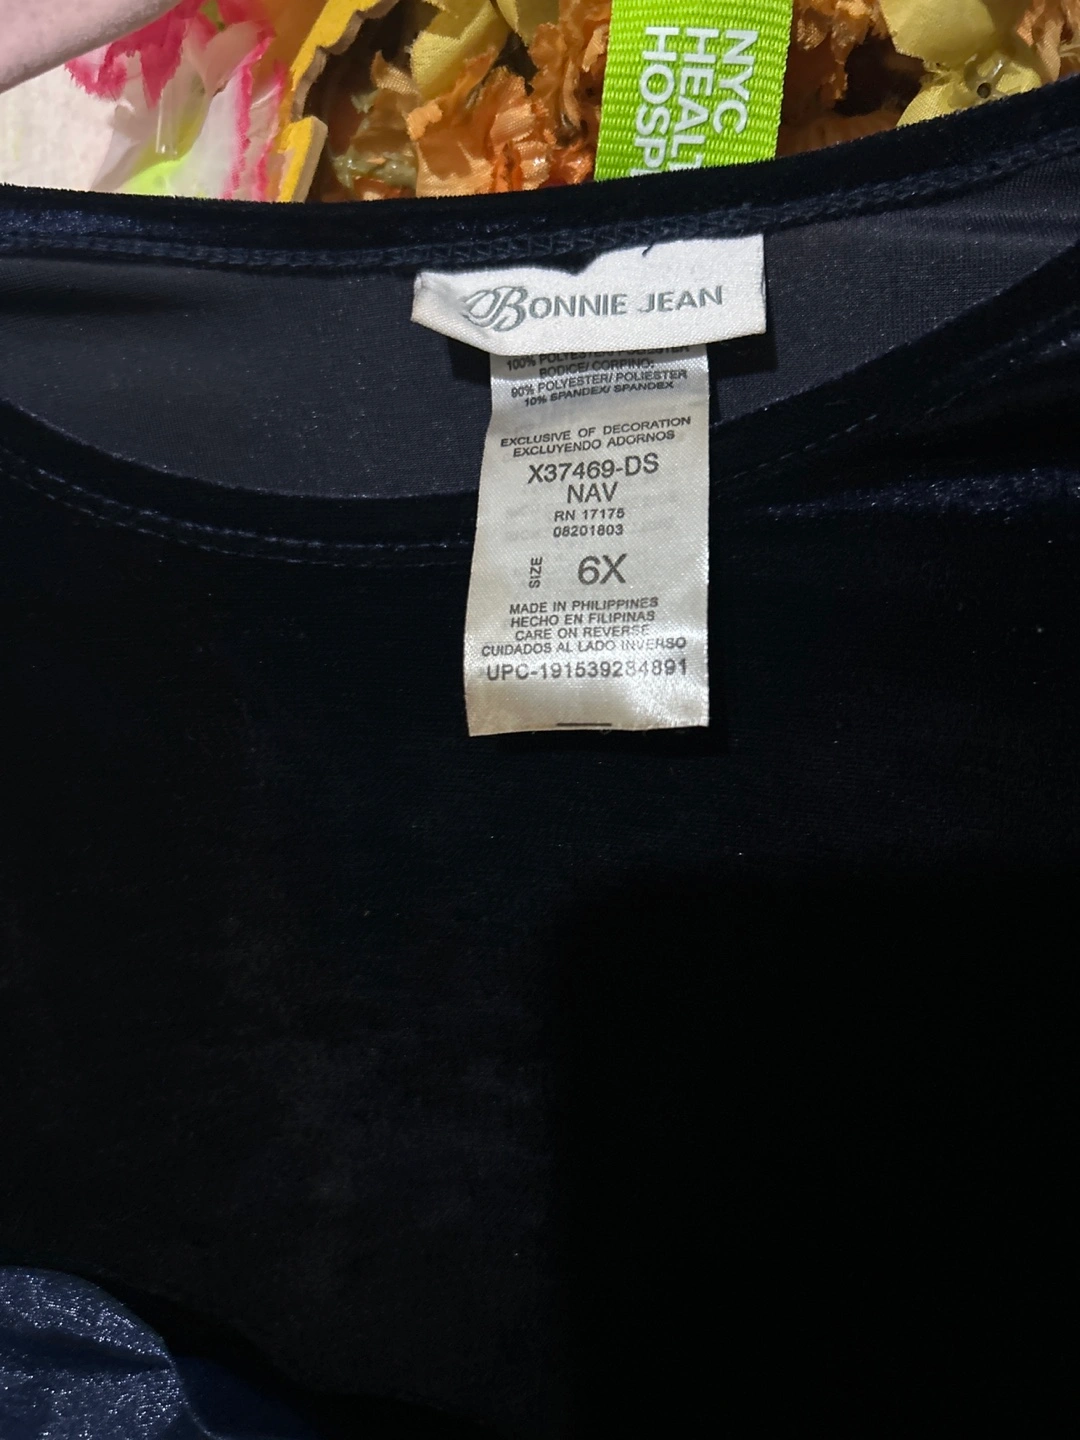 NYC
HEALT
HOSP
BONNIE JEAN
100% POLYESTER/POLIESTER
BODICE/ CORPINO:
90% POLYESTER/ POLIESTER
10% SPANDEX/ SPANDEX
EXCLUSIVE OF DECORATION
EXCLUYENDO ADORNOS
X37469-DS
NAV
RN 17175
08201803
SIZE 6X
MADE IN PHILIPPINES
HECHO EN FILIPINAS
CARE ON REVERSE
CUIDADOS AL LADO INVERSO
UPC-191539284891